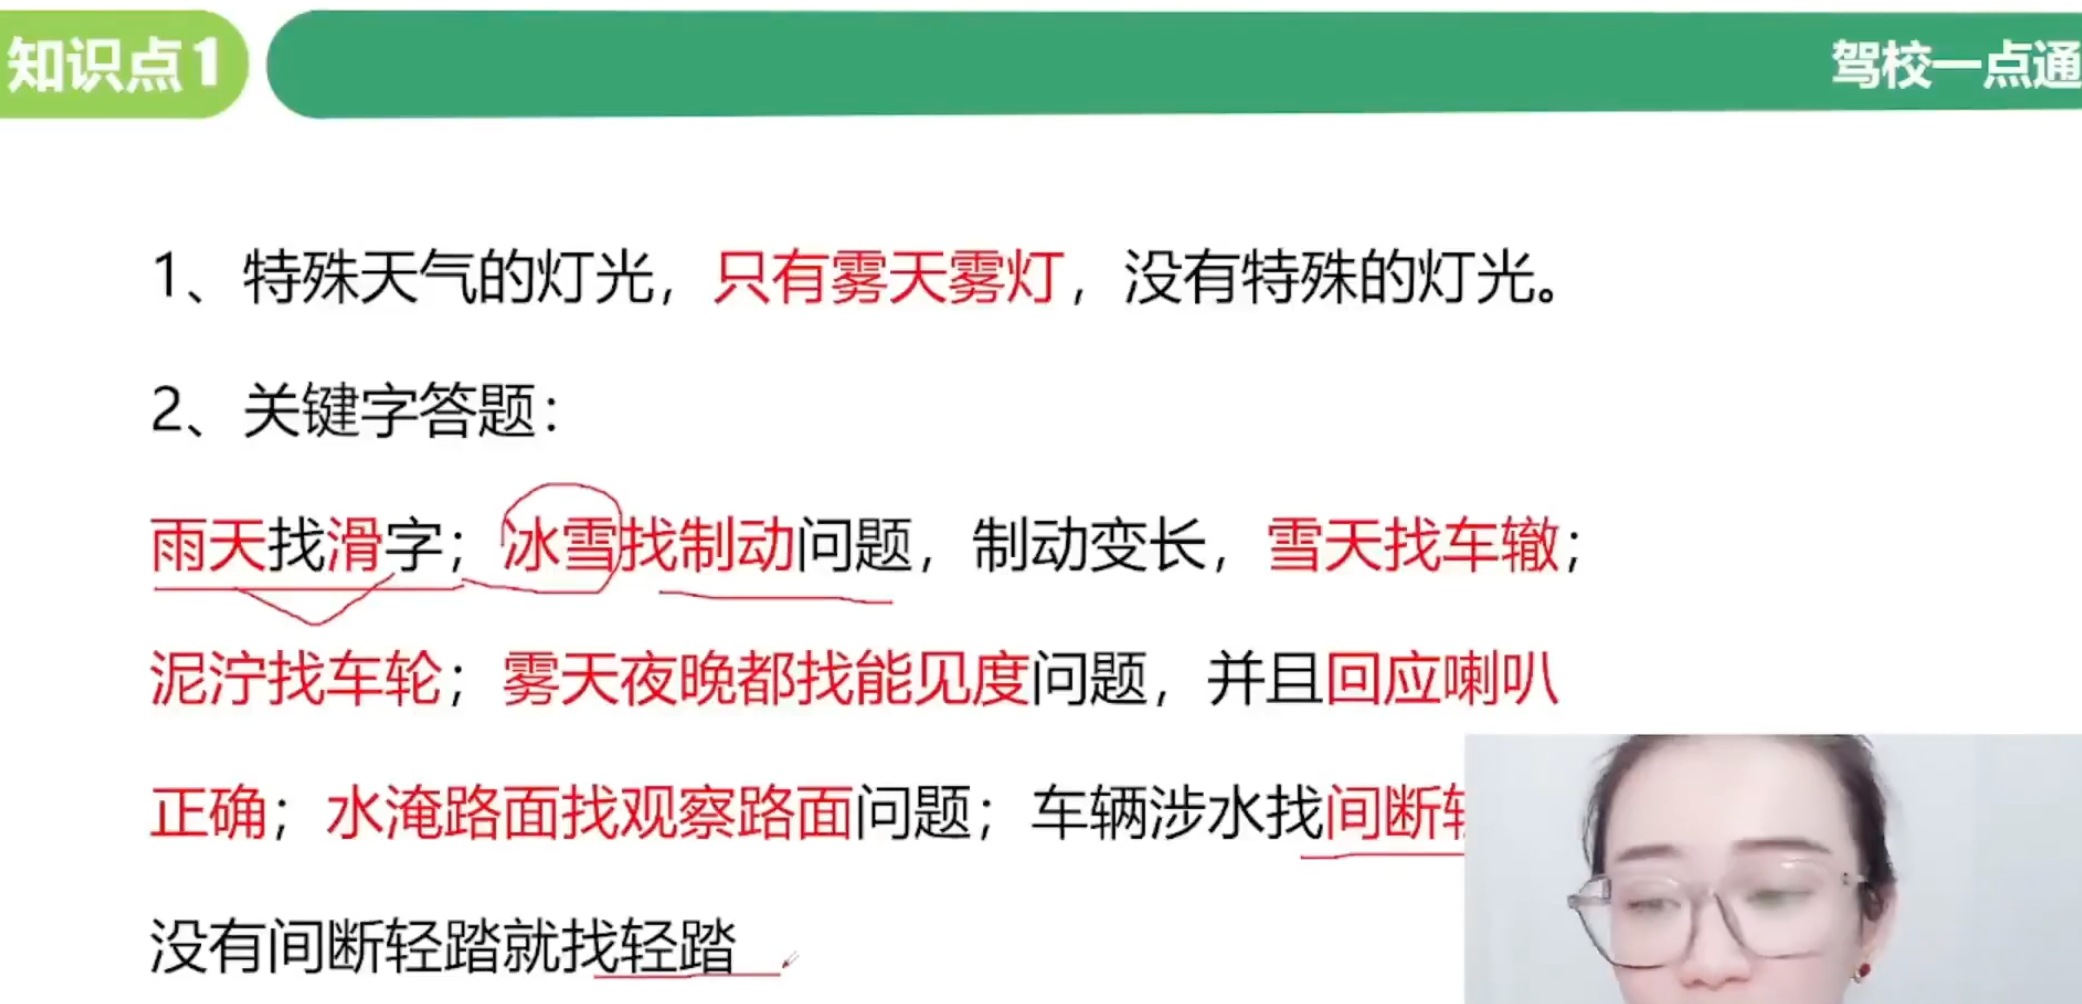 知识点1
驾校一点通
1、特殊天气的灯光，只有雾天雾灯，没有特殊的灯光。
2、关键字答题：
雨天找滑字；冰雪找制动问题，制动变长，雪天找车辙；
泥泞找车轮；雾天夜晚都找能见度问题，并且回应喇叭
正确；水淹路面找观察路面问题；车辆涉水找间断
没有间断轻踏就找轻踏